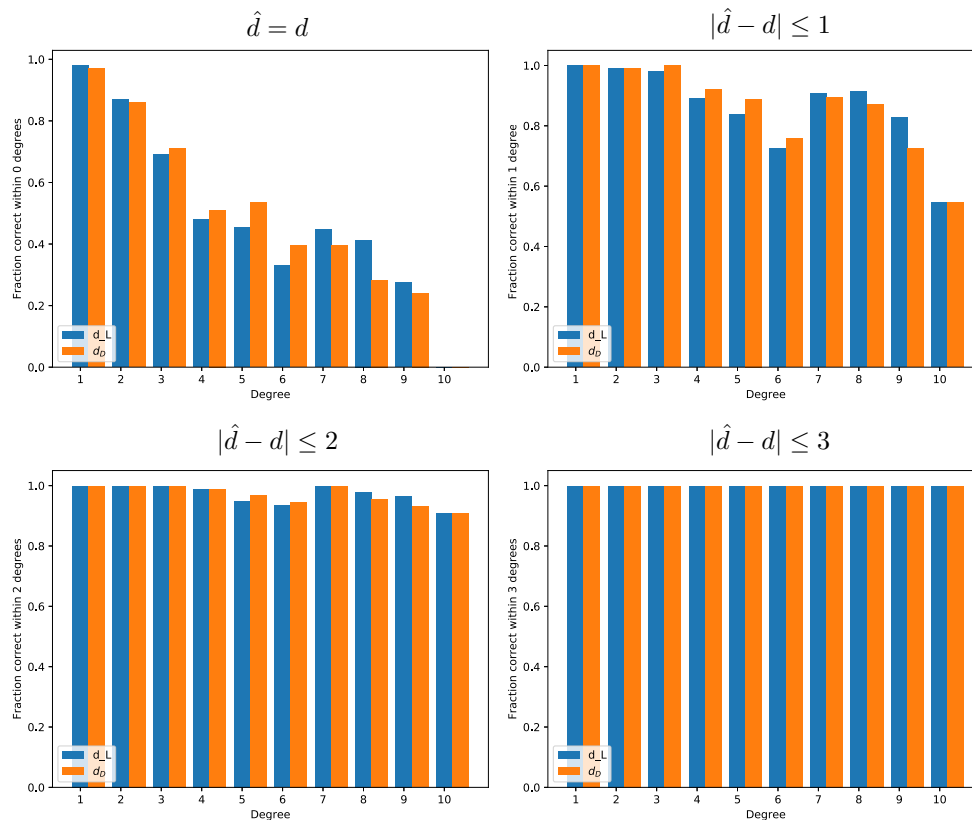 d̂ = d
Fraction correct within 0 degrees
1.0
0.8
0.6
0.4
0.2
0.0
d_L
d_D
1 2 3 4 5 6 7 8 9 10
Degree
|d̂ − d| ≤ 1
Fraction correct within 1 degree
1.0
0.8
0.6
0.4
0.2
0.0
d_L
d_D
1 2 3 4 5 6 7 8 9 10
Degree
|d̂ − d| ≤ 2
Fraction correct within 2 degrees
1.0
0.8
0.6
0.4
0.2
0.0
d_L
d_D
1 2 3 4 5 6 7 8 9 10
Degree
|d̂ − d| ≤ 3
Fraction correct within 3 degrees
1.0
0.8
0.6
0.4
0.2
0.0
d_L
d_D
1 2 3 4 5 6 7 8 9 10
Degree